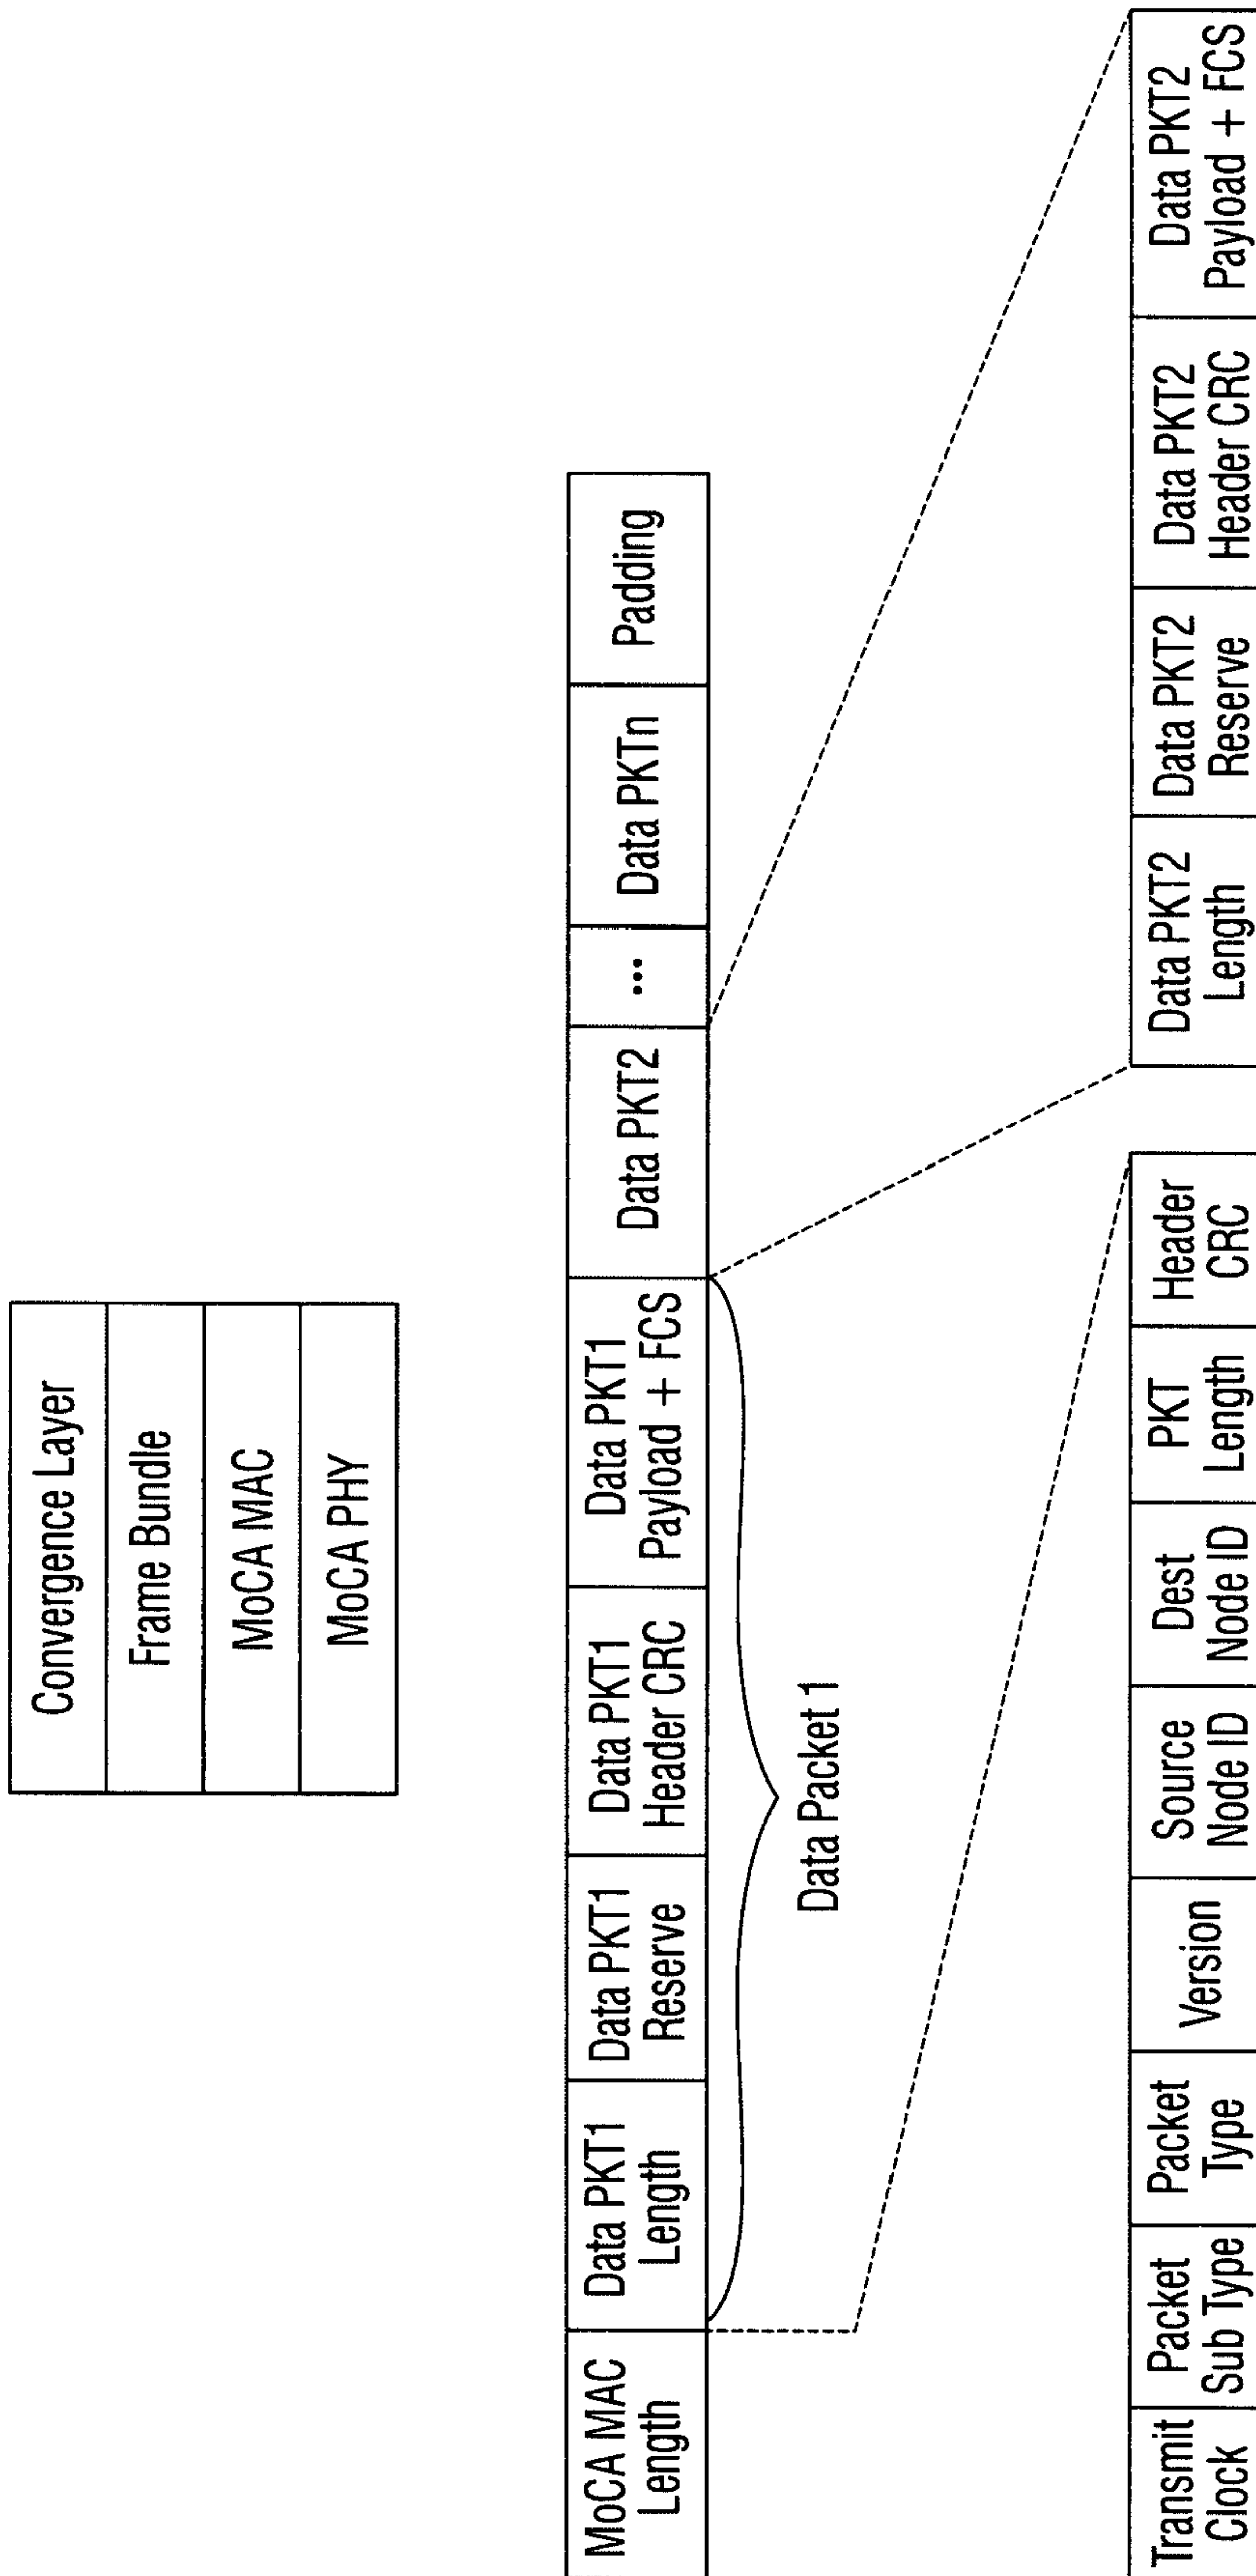 Convergence Layer
Frame Bundle
MoCA MAC
MoCA PHY
MoCA MAC
Length
Data PKT1
Length
Data PKT1
Reserve
Data PKT1
Header CRC
Data PKT1
Payload + FCS
Data PKT2
...
Data PKTn
Padding
Data Packet 1
Transmit
Clock
Packet
Sub Type
Packet
Type
Version
Source
Node ID
Dest
Node ID
PKT
Length
Header
CRC
Data PKT2
Length
Data PKT2
Reserve
Data PKT2
Header CRC
Data PKT2
Payload + FCS